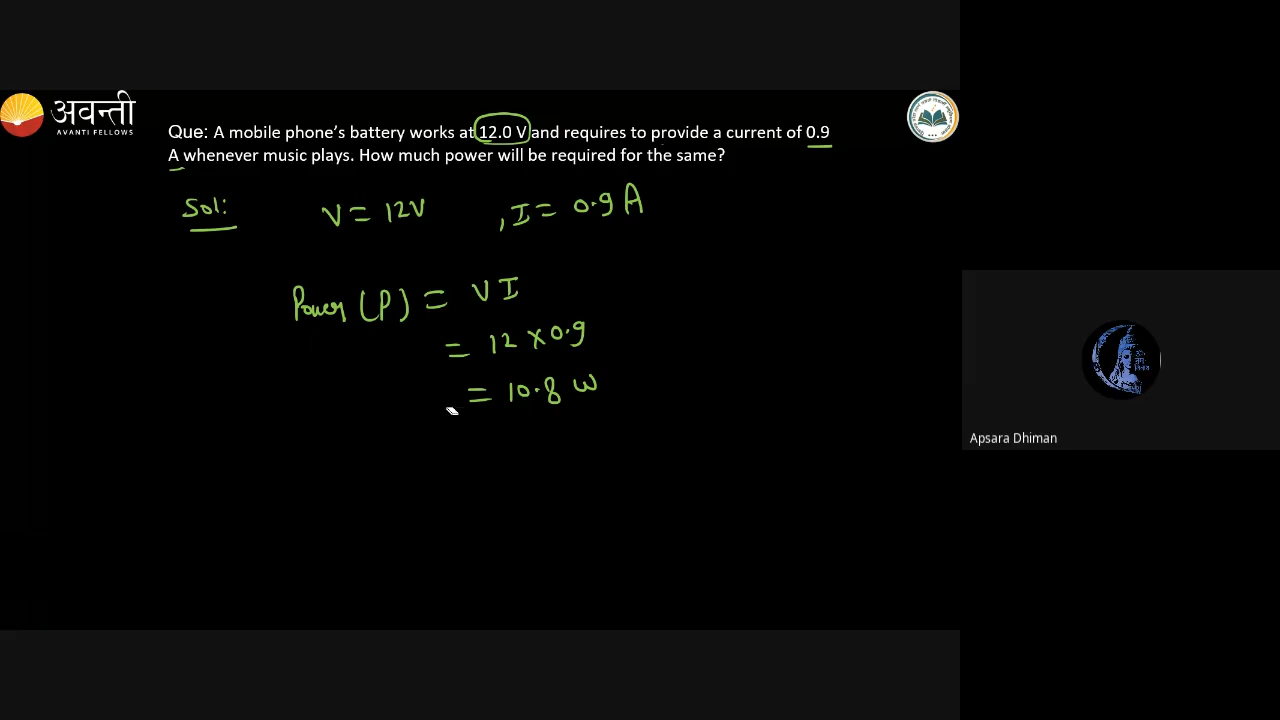 अवन्ती
AVANTI FELLOWS
Que: A mobile phone's battery works at 12.0 V and requires to provide a current of 0.9
A whenever music plays. How much power will be required for the same?
Sol: V = 12V , I = 0.9 A
Power (P) = VI
= 12 x 0.9
= 10.8 W
Apsara Dhiman